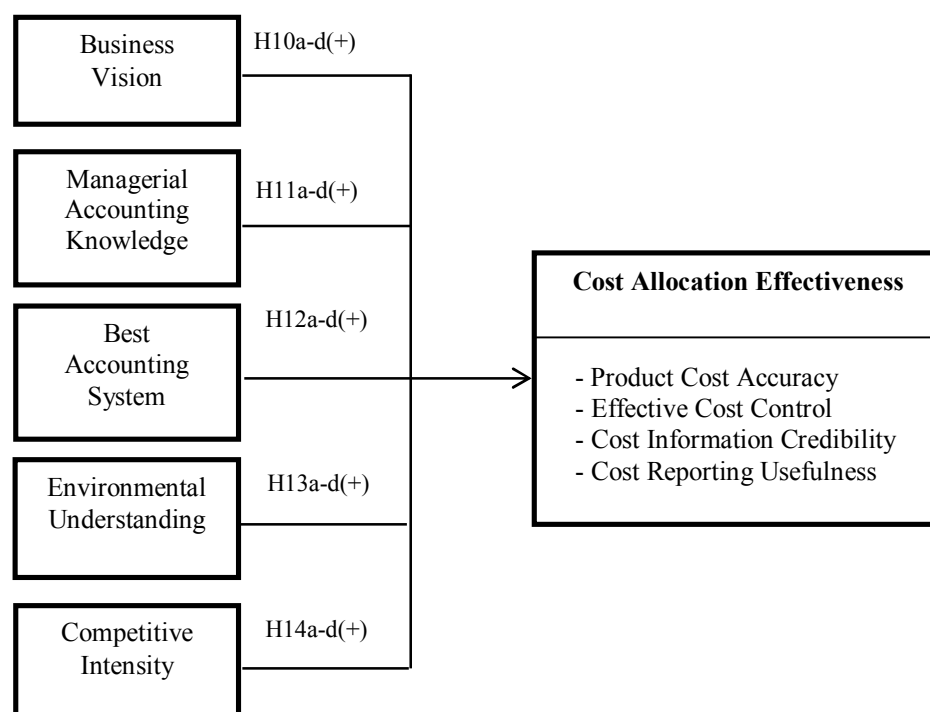 Business
Vision
H10a-d(+)
Managerial
Accounting
Knowledge
H11a-d(+)
Best
Accounting
System
H12a-d(+)
Environmental
Understanding
H13a-d(+)
Competitive
Intensity
H14a-d(+)
Cost Allocation Effectiveness
- Product Cost Accuracy
- Effective Cost Control
- Cost Information Credibility
- Cost Reporting Usefulness